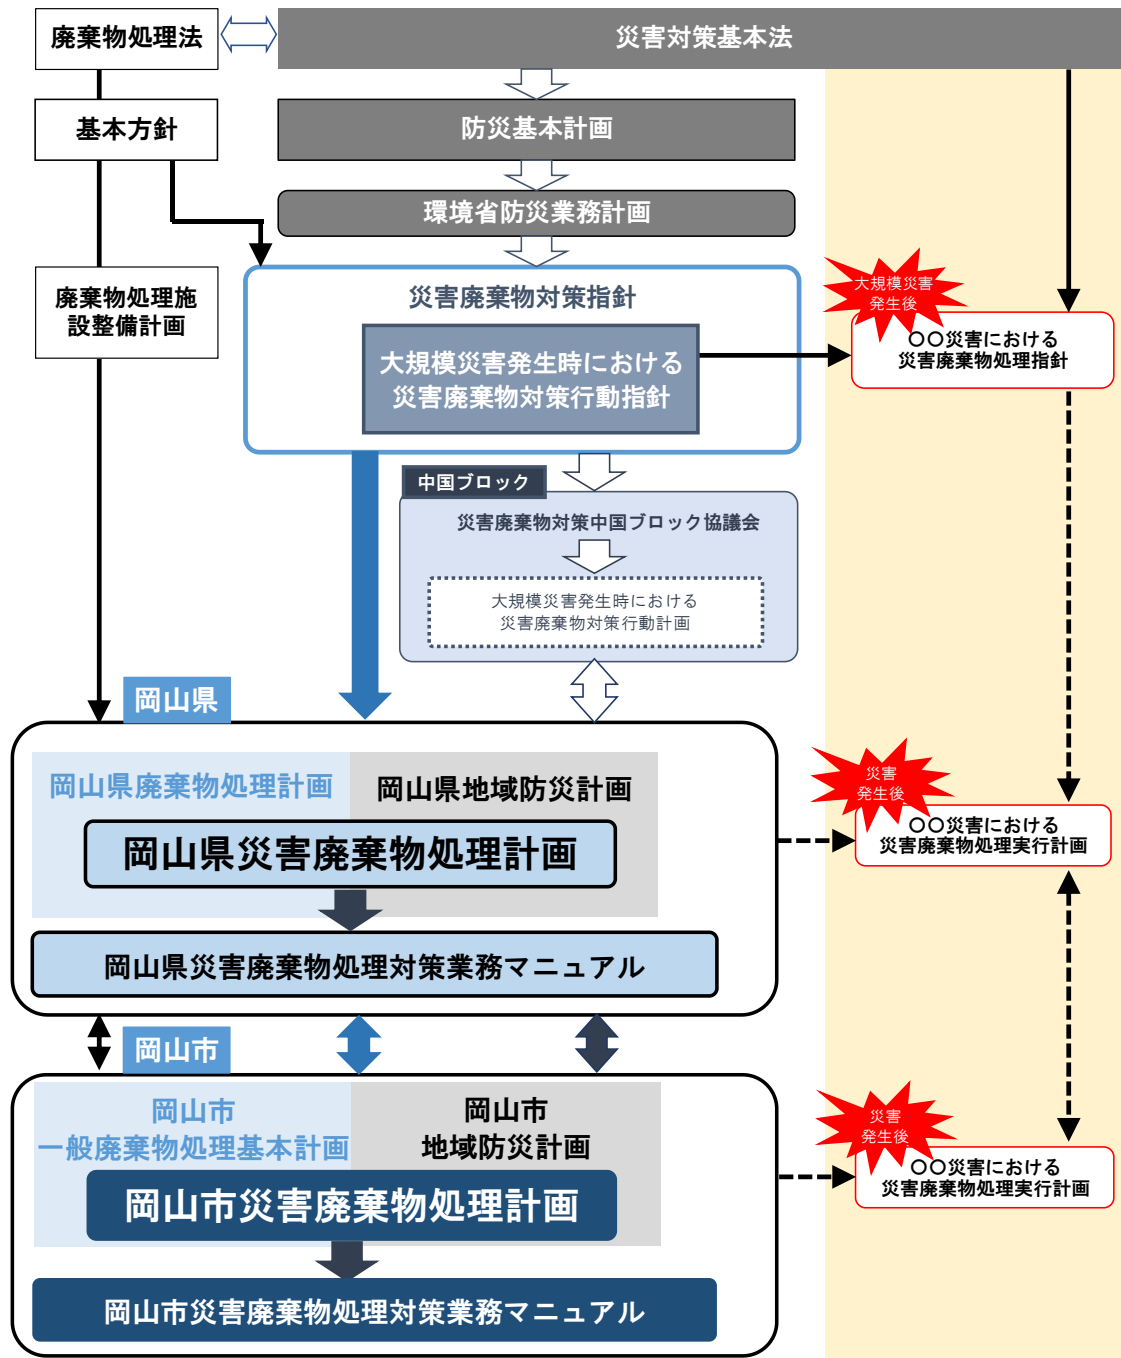 廃棄物処理法
災害対策基本法
基本方針
防災基本計画
環境省防災業務計画
廃棄物処理施
設整備計画
災害廃棄物対策指針
大規模災害発生時における
災害廃棄物対策行動指針
大規模災害
発生後
〇〇災害における
災害廃棄物処理指針
中国ブロック
災害廃棄物対策中国ブロック協議会
大規模災害発生時における
災害廃棄物対策行動計画
岡山県
岡山県廃棄物処理計画
岡山県地域防災計画
岡山県災害廃棄物処理計画
岡山県災害廃棄物処理対策業務マニュアル
災害
発生後
〇〇災害における
災害廃棄物処理実行計画
岡山市
岡山市
一般廃棄物処理基本計画
岡山市
地域防災計画
岡山市災害廃棄物処理計画
岡山市災害廃棄物処理対策業務マニュアル
災害
発生後
〇〇災害における
災害廃棄物処理実行計画